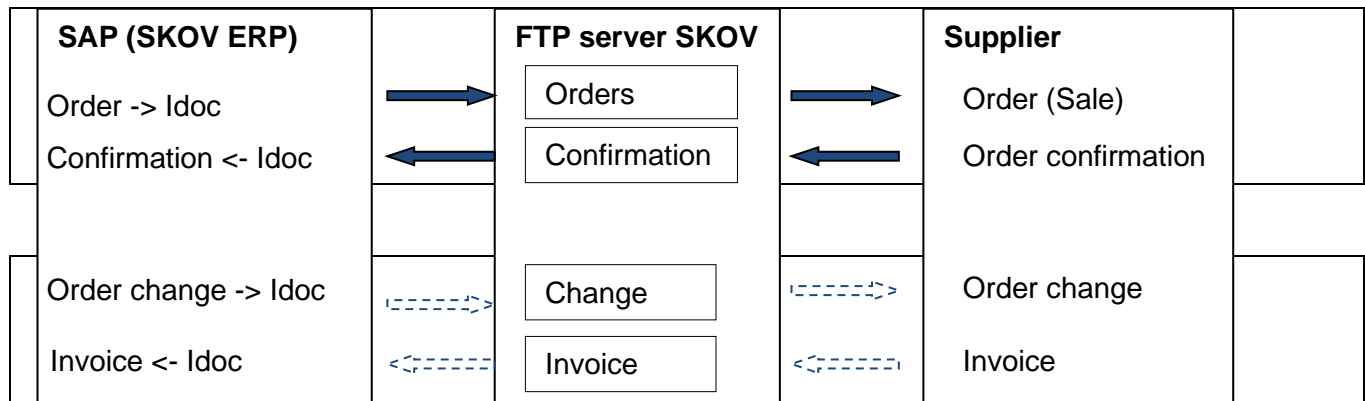 SAP (SKOV ERP)
FTP server SKOV
Supplier
Order -> Idoc
Orders
Order (Sale)
Confirmation <- Idoc
Confirmation
Order confirmation
Order change -> Idoc
Change
Order change
Invoice <- Idoc
Invoice
Invoice